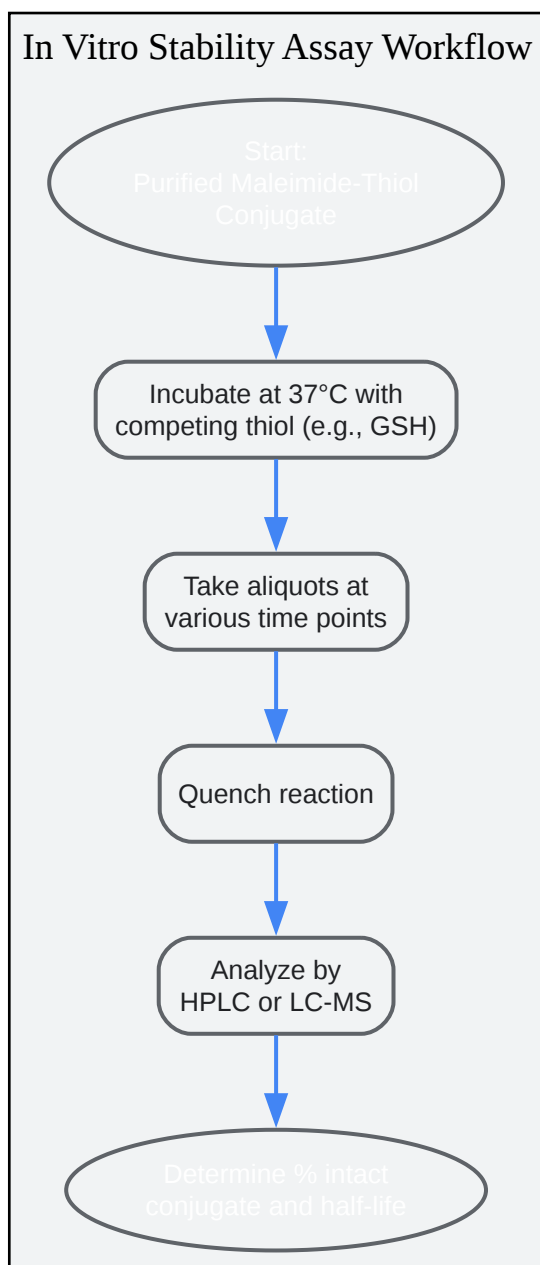 In Vitro Stability Assay Workflow
Start:
Purified Maleimide-Thiol
Conjugate
Incubate at 37°C with
competing thiol (e.g., GSH)
Take aliquots at
various time points
Quench reaction
Analyze by
HPLC or LC-MS
Determine % intact
conjugate and half-life